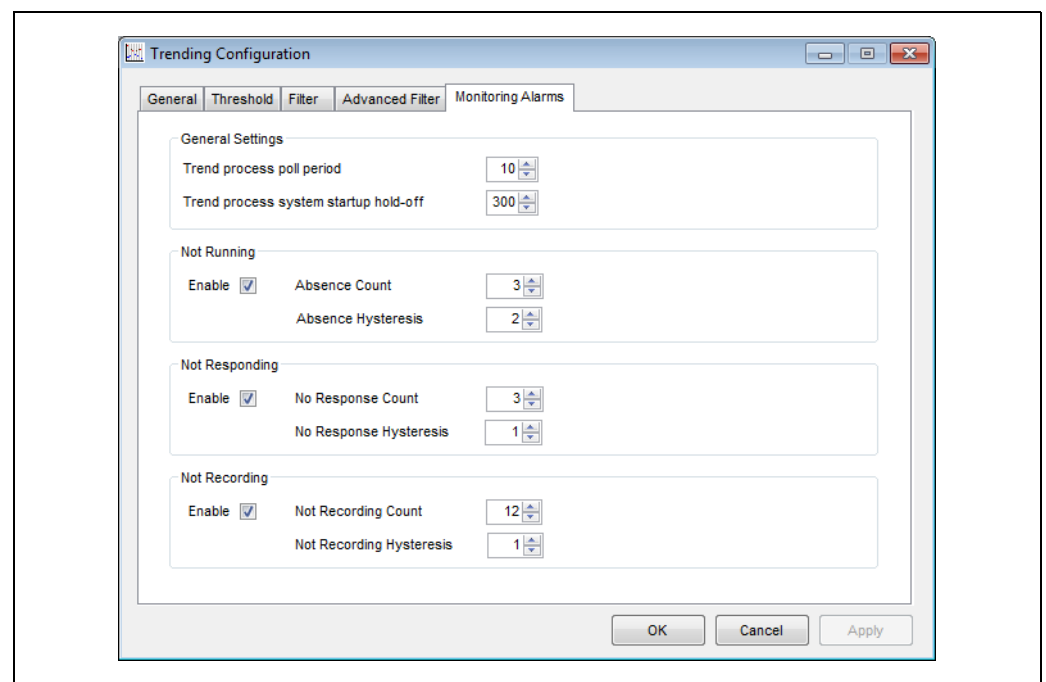 Trending Configuration
General Threshold Filter Advanced Filter Monitoring Alarms
General Settings
Trend process poll period 10
Trend process system startup hold-off 300
Not Running
Enable Absence Count 3
Absence Hysteresis 2
Not Responding
Enable No Response Count 3
No Response Hysteresis 1
Not Recording
Enable Not Recording Count 12
Not Recording Hysteresis 1
OK Cancel Apply